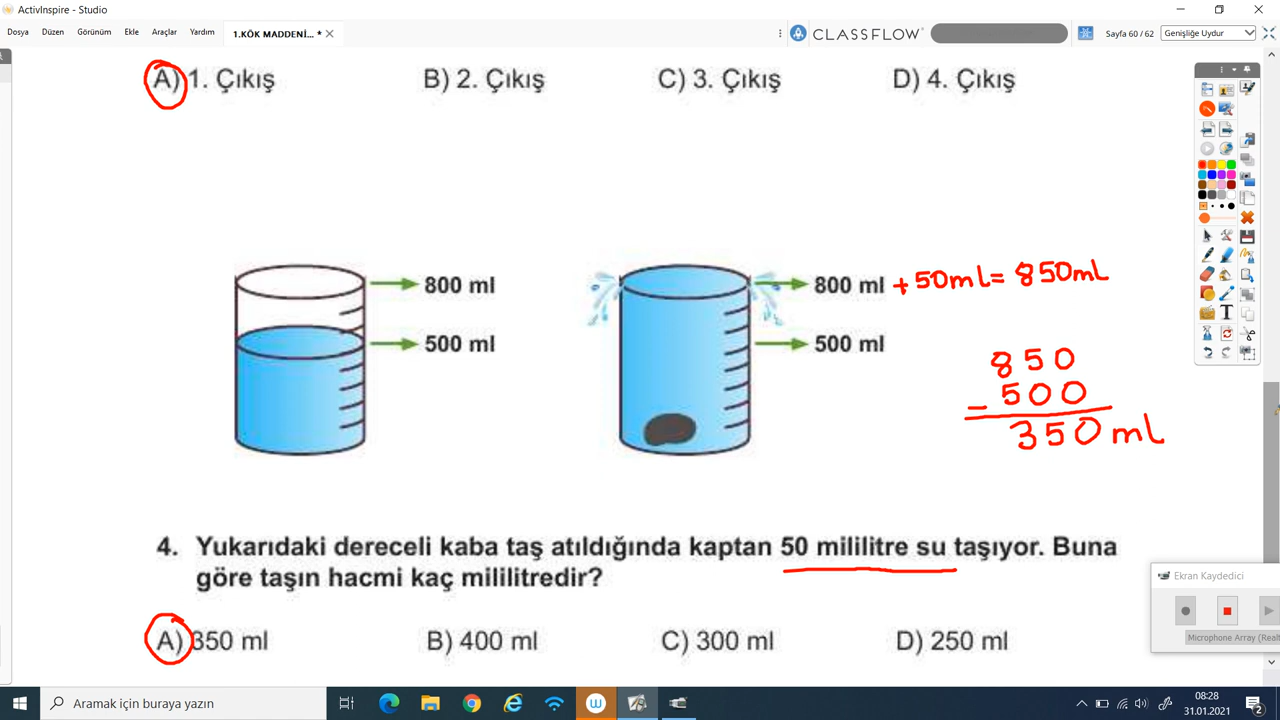 ActivInspire - Studio
Dosya Düzen Görünüm Ekle Araçlar Yardım 1.KÖK MADDENİ... * CLASSFLOW Sayfa 60 / 62 Genişliğe Uydur
A) 1. Çıkış B) 2. Çıkış C) 3. Çıkış D) 4. Çıkış
800 ml 800 ml +50ml = 850ml
500 ml 500 ml
850
- 500
350 ml
4. Yukarıdaki dereceli kaba taş atıldığında kaptan 50 mililitre su taşıyor. Buna
göre taşın hacmi kaç mililitredir?
A) 350 ml B) 400 ml C) 300 ml D) 250 ml
Ekran Kaydedici
Microphone Array (Realt
Aramak için buraya yazın
08:28
31.01.2021
2